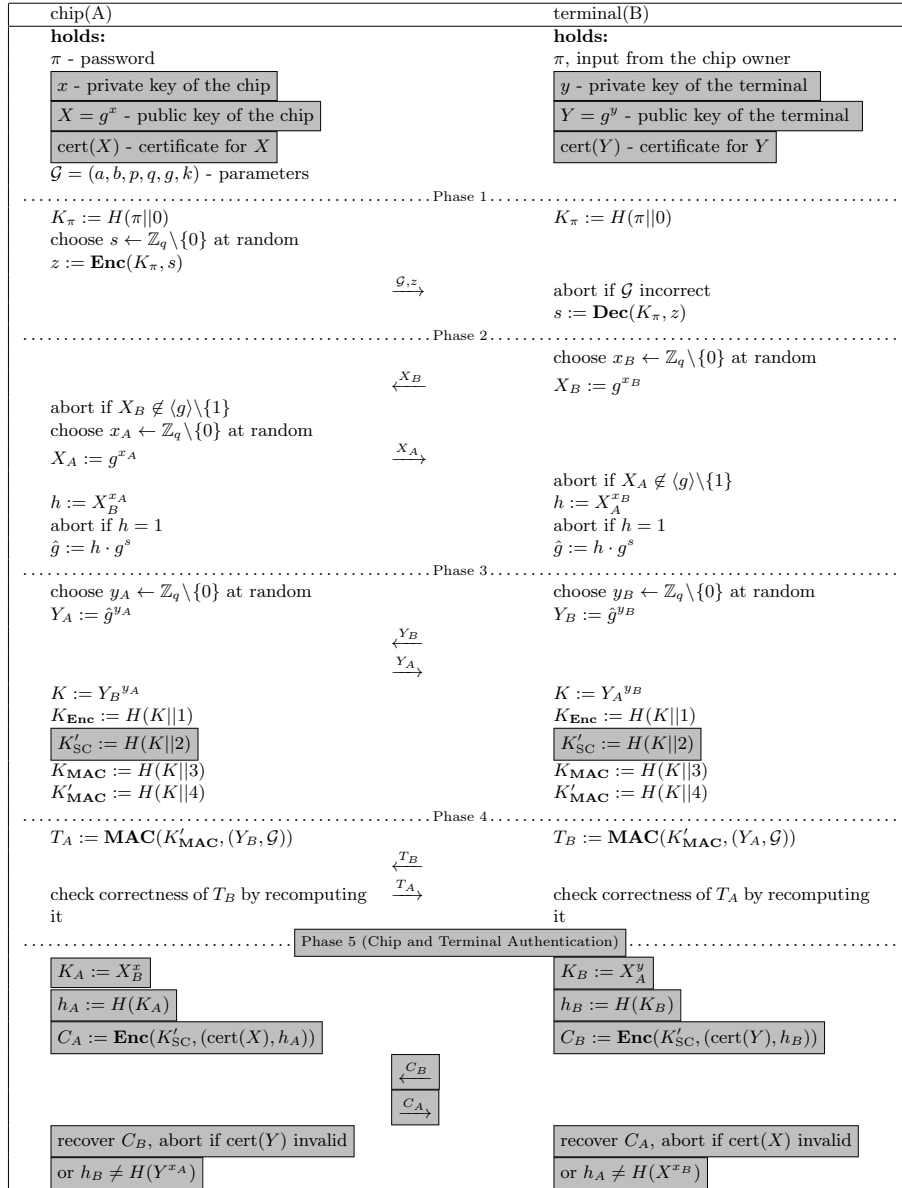 chip(A) terminal(B)
holds: holds:
π - password π, input from the chip owner
x - private key of the chip y - private key of the terminal
X = g^x - public key of the chip Y = g^y - public key of the terminal
cert(X) - certificate for X cert(Y) - certificate for Y
𝒢 = (a, b, p, q, g, k) - parameters
Phase 1
K_π := H(π||0) K_π := H(π||0)
choose s ← ℤ_q\{0} at random
z := Enc(K_π, s)
𝒢,z → abort if 𝒢 incorrect
s := Dec(K_π, z)
Phase 2
choose x_B ← ℤ_q\{0} at random
X_B ← X_B := g^{x_B}
abort if X_B ∉ ⟨g⟩\{1}
choose x_A ← ℤ_q\{0} at random
X_A := g^{x_A} X_A →
abort if X_A ∉ ⟨g⟩\{1}
h := X_B^{x_A} h := X_A^{x_B}
abort if h = 1 abort if h = 1
ĝ := h · g^s ĝ := h · g^s
Phase 3
choose y_A ← ℤ_q\{0} at random choose y_B ← ℤ_q\{0} at random
Y_A := ĝ^{y_A} Y_B := ĝ^{y_B}
Y_B ←
Y_A →
K := Y_B^{y_A} K := Y_A^{y_B}
K_Enc := H(K||1) K_Enc := H(K||1)
K′_SC := H(K||2) K′_SC := H(K||2)
K_MAC := H(K||3) K_MAC := H(K||3)
K′_MAC := H(K||4) K′_MAC := H(K||4)
Phase 4
T_A := MAC(K′_MAC, (Y_B, 𝒢)) T_B := MAC(K′_MAC, (Y_A, 𝒢))
T_B ←
check correctness of T_B by recomputing T_A → check correctness of T_A by recomputing
it it
Phase 5 (Chip and Terminal Authentication)
K_A := X_B^x K_B := X_A^y
h_A := H(K_A) h_B := H(K_B)
C_A := Enc(K′_SC, (cert(X), h_A)) C_B := Enc(K′_SC, (cert(Y), h_B))
C_B ←
C_A →
recover C_B, abort if cert(Y) invalid recover C_A, abort if cert(X) invalid
or h_B ≠ H(Y^{x_A}) or h_A ≠ H(X^{x_B})